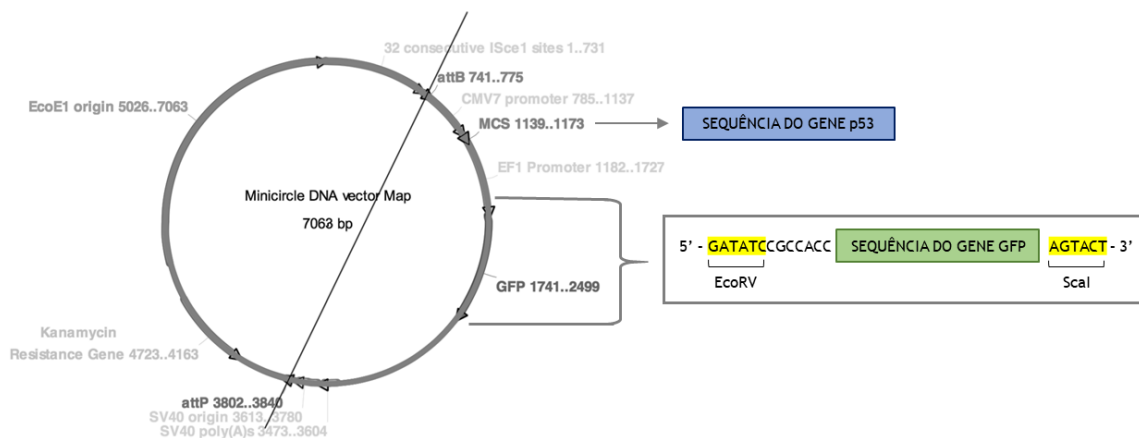 32 consecutive ISce1 sites 1..731
attB 741..775
EcoE1 origin 5026..7063
CMV7 promoter 785..1137
MCS 1139..1173
SEQUÊNCIA DO GENE p53
EF1 Promoter 1182..1727
Minicircle DNA vector Map
7063 bp
5' - GATATCCGCCACC SEQUÊNCIA DO GENE GFP AGTACT - 3'
EcoRV ScaI
GFP 1741..2499
Kanamycin
Resistance Gene 4723..4163
attP 3802..3840
SV40 origin 3613..3780
SV40 poly(A)s 3473..3604